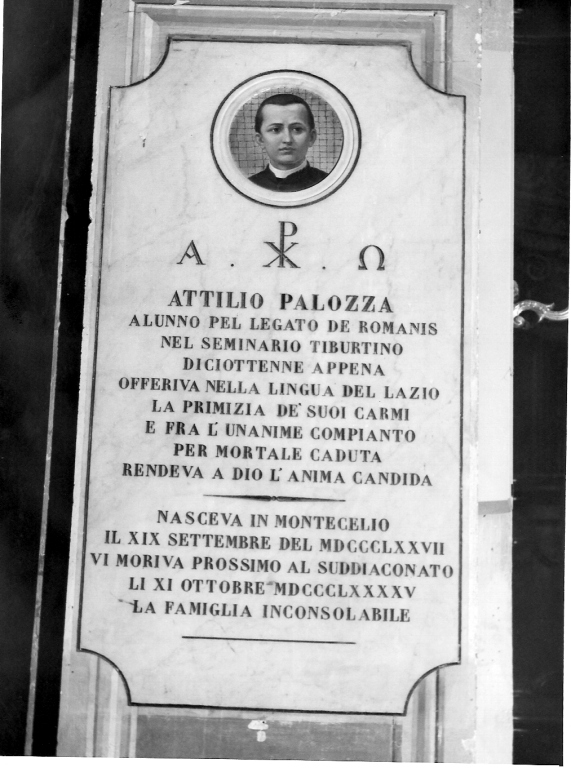 Α . ☧ . Ω
ATTILIO PALOZZA
ALUNNO PEL LEGATO DE ROMANIS
NEL SEMINARIO TIBURTINO
DICIOTTENNE APPENA
OFFERIVA NELLA LINGUA DEL LAZIO
LA PRIMIZIA DE' SUOI CARMI
E FRA L'UNANIME COMPIANTO
PER MORTALE CADUTA
RENDEVA A DIO L'ANIMA CANDIDA
NASCEVA IN MONTECELIO
IL XIX SETTEMBRE DEL MDCCCLXXVII
VI MORIVA PROSSIMO AL SUDDIACONATO
LI XI OTTOBRE MDCCCLXXXXV
LA FAMIGLIA INCONSOLABILE